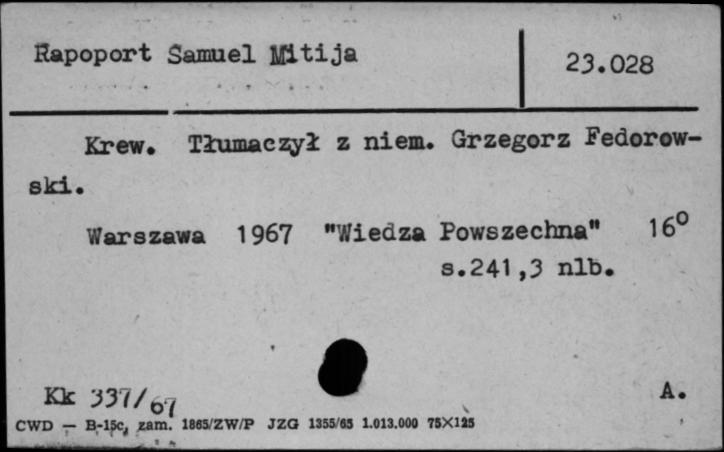 Rapoport Samuel Mitija
23.028
Krew. Tłumaczył z niem. Grzegorz Fedorow-
ski.
Warszawa 1967 "Wiedza Powszechna" 16°
s.241,3 nlb.
Kk 337/67
A.
CWD — B-15c, zam. 1865/ZW/P JZG 1355/65 1.013.000 75X125